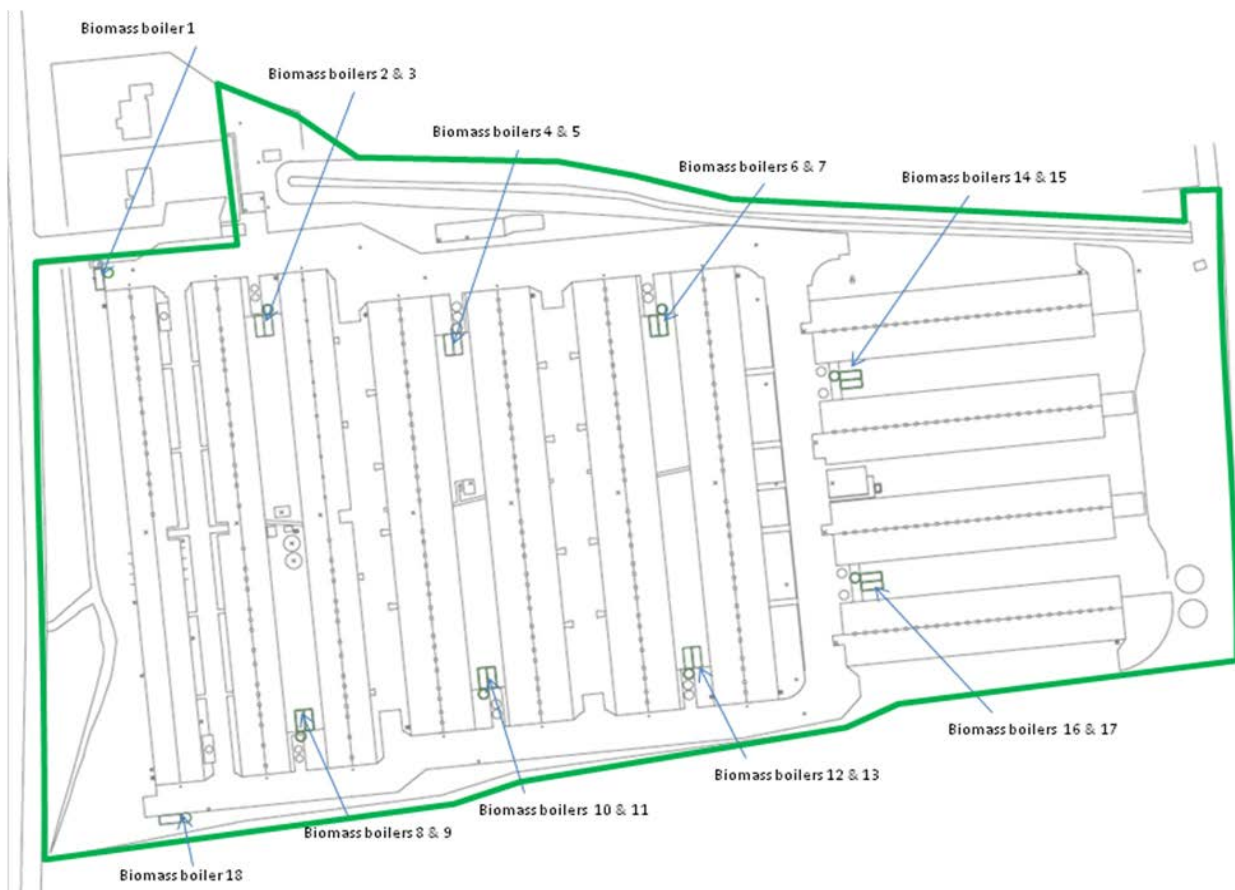 Biomass boiler 1
Biomass boilers 2 & 3
Biomass boilers 4 & 5
Biomass boilers 6 & 7
Biomass boilers 14 & 15
Biomass boilers 16 & 17
Biomass boilers 12 & 13
Biomass boilers 10 & 11
Biomass boilers 8 & 9
Biomass boiler 18